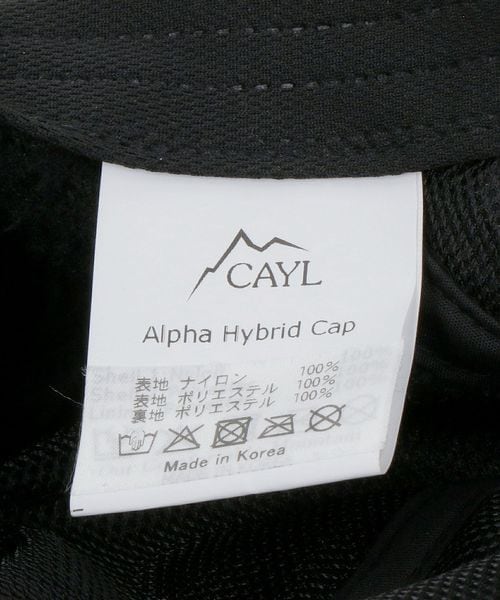 CAYL
Alpha Hybrid Cap
表地 ナイロン 100%
表地 ポリエステル 100%
裏地 ポリエステル 100%
Made in Korea